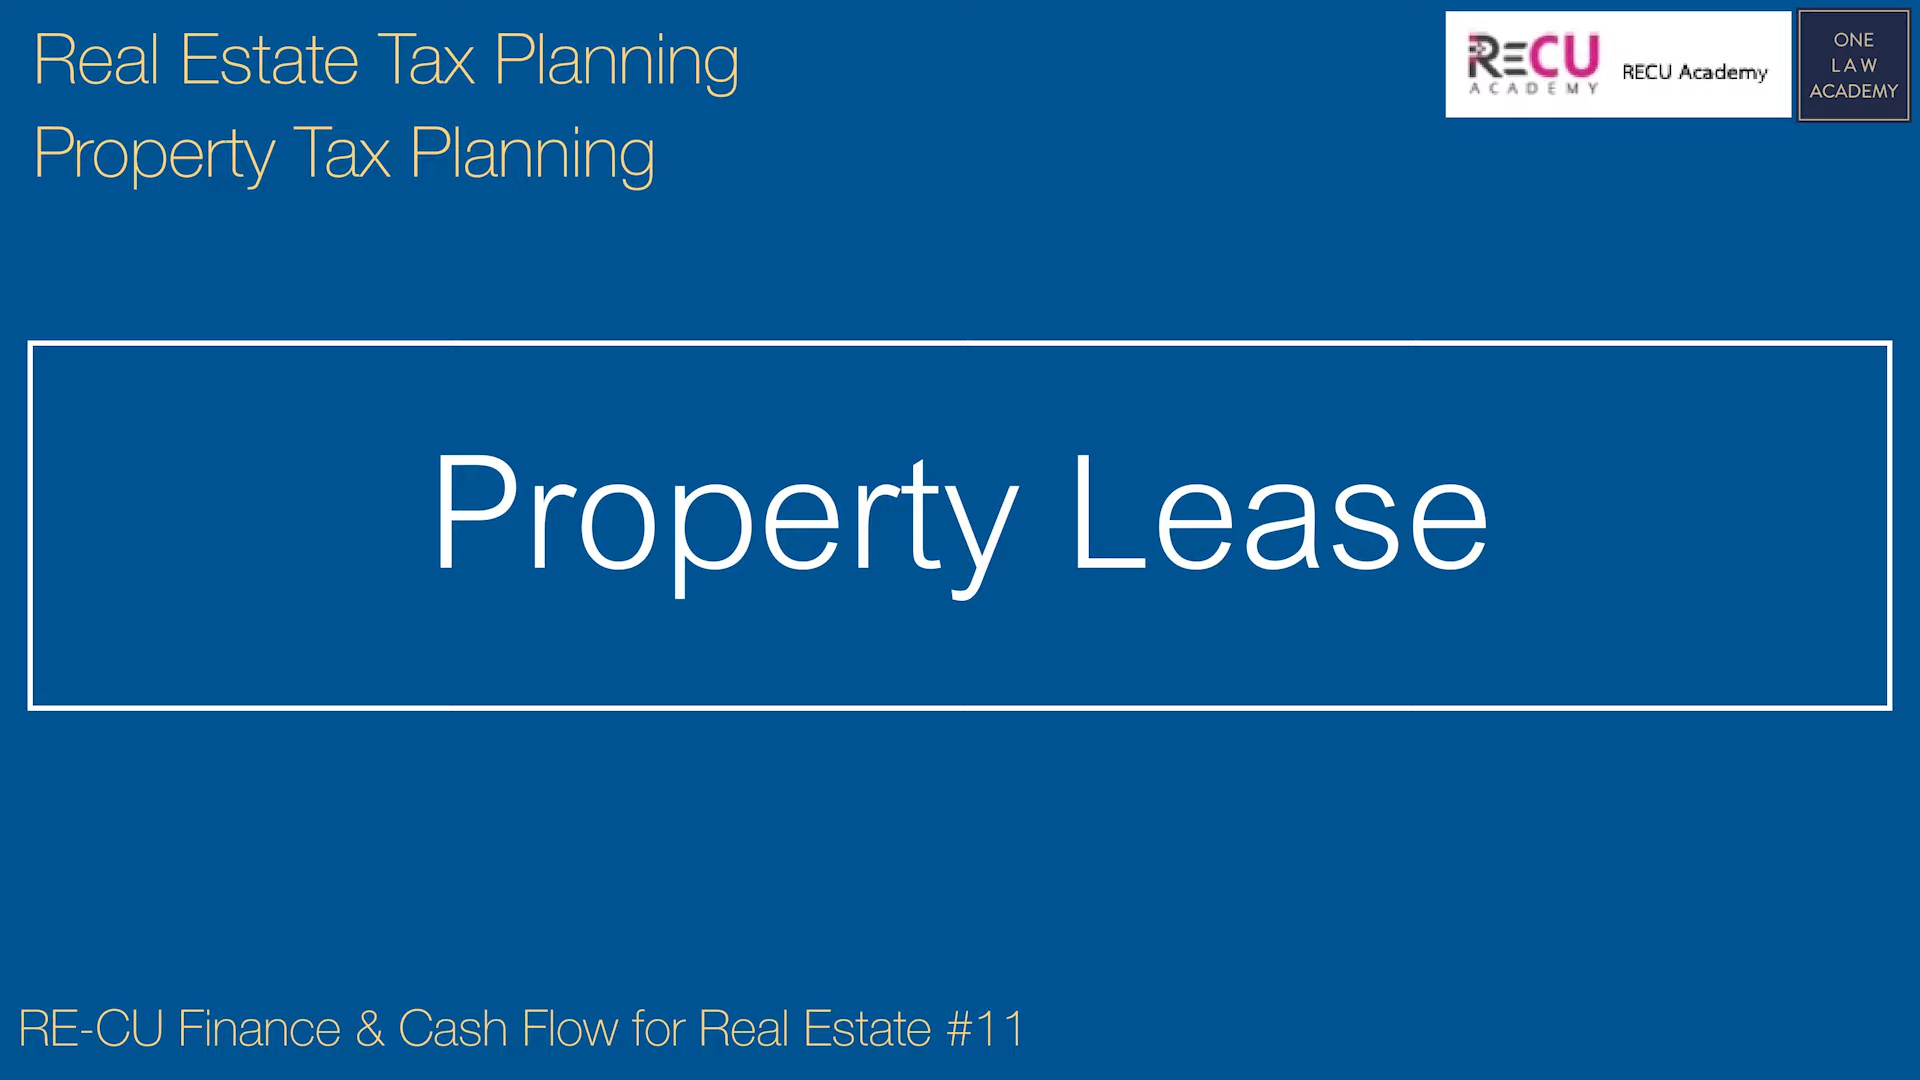 Real Estate Tax Planning
Property Tax Planning
RECU
ACADEMY
RECU Academy
ONE
LAW
ACADEMY
Property Lease
RE-CU Finance & Cash Flow for Real Estate #11